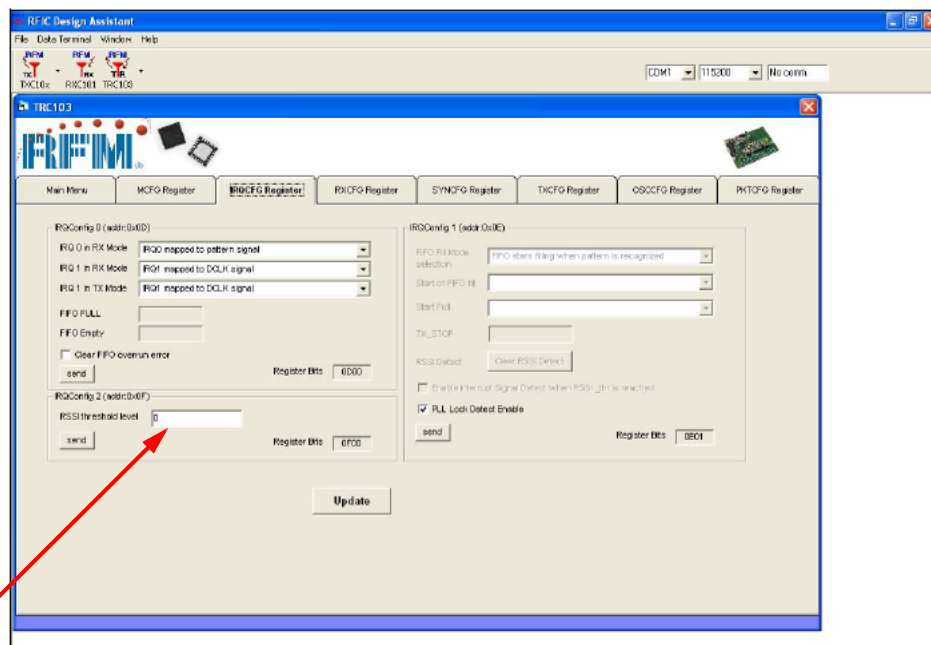 RFIC Design Assistant
File Data Terminal Window Help
RFM RFM RFM
TX RX T/R
TXC10x RXC101 TRC103
COM1 115200 No comm.
TRC103
RFM
Main Menu MCFG Register IRQCFG Register RXCFG Register SYNCFG Register TXCFG Register OSCCFG Register PKTCFG Register
IRQConfig 0 (addr:0x0D)
IRQ 0 in RX Mode IRQ0 mapped to pattern signal
IRQ 1 in RX Mode IRQ1 mapped to DCLK signal
IRQ 1 in TX Mode IRQ1 mapped to DCLK signal
FIFO FULL
FIFO Empty
Clear FIFO overrun error
send Register Bits 0D00
IRQConfig 2 (addr:0x0F)
RSSI threshold level 0
send Register Bits 0F00
IRQConfig 1 (addr:0x0E)
FIFO Fill Mode selection FIFO stars filling when pattern is recognized
Start of FIFO fill
Start Full
TX_STOP
RSSI Detect Clear RSSI Detect
Enable interrupt Signal Detect when RSSI_thr is reached
PLL Lock Detect Enable
send Register Bits 0E01
Update